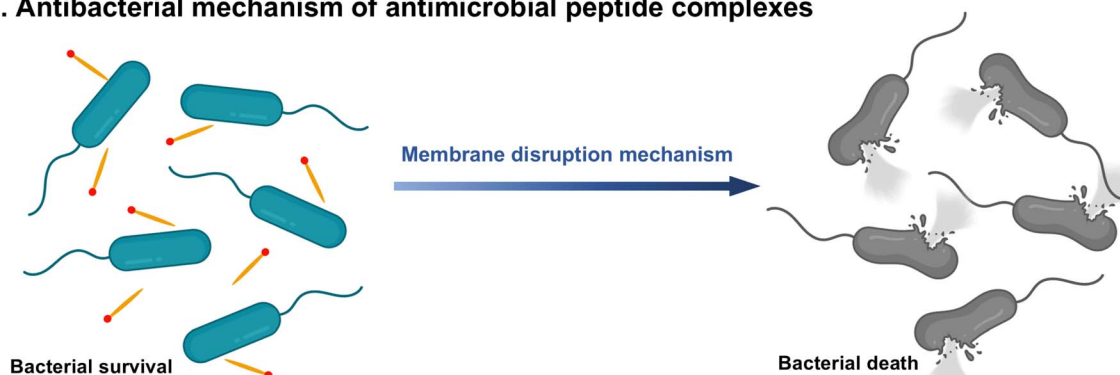 . Antibacterial mechanism of antimicrobial peptide complexes
Membrane disruption mechanism
Bacterial survival
Bacterial death